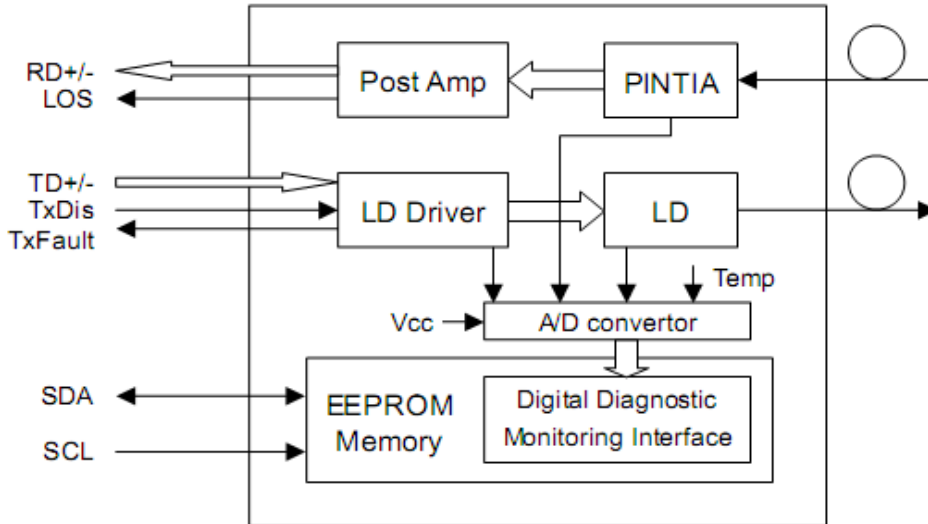 RD+/-
LOS
Post Amp
PINTIA
TD+/-
TxDis
TxFault
LD Driver
LD
Temp
Vcc
A/D convertor
SDA
SCL
EEPROM
Memory
Digital Diagnostic
Monitoring Interface